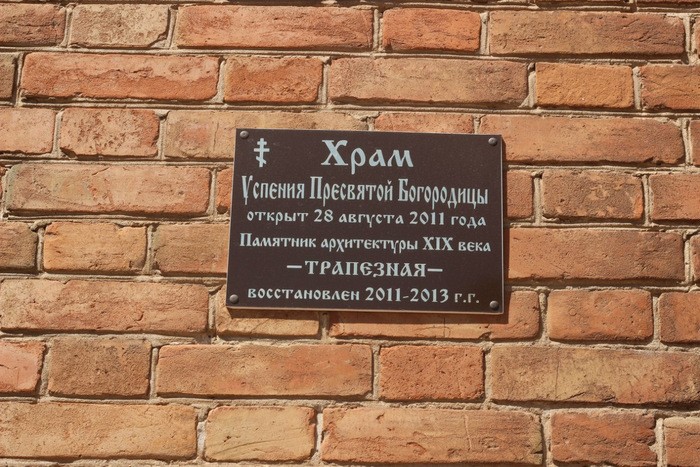 Храм
Успения Пресвятой Богородицы
открыт 28 августа 2011 года
Памятник архитектуры XIX века
–ТРАПЕЗНАЯ–
восстановлен 2011-2013 г.г.